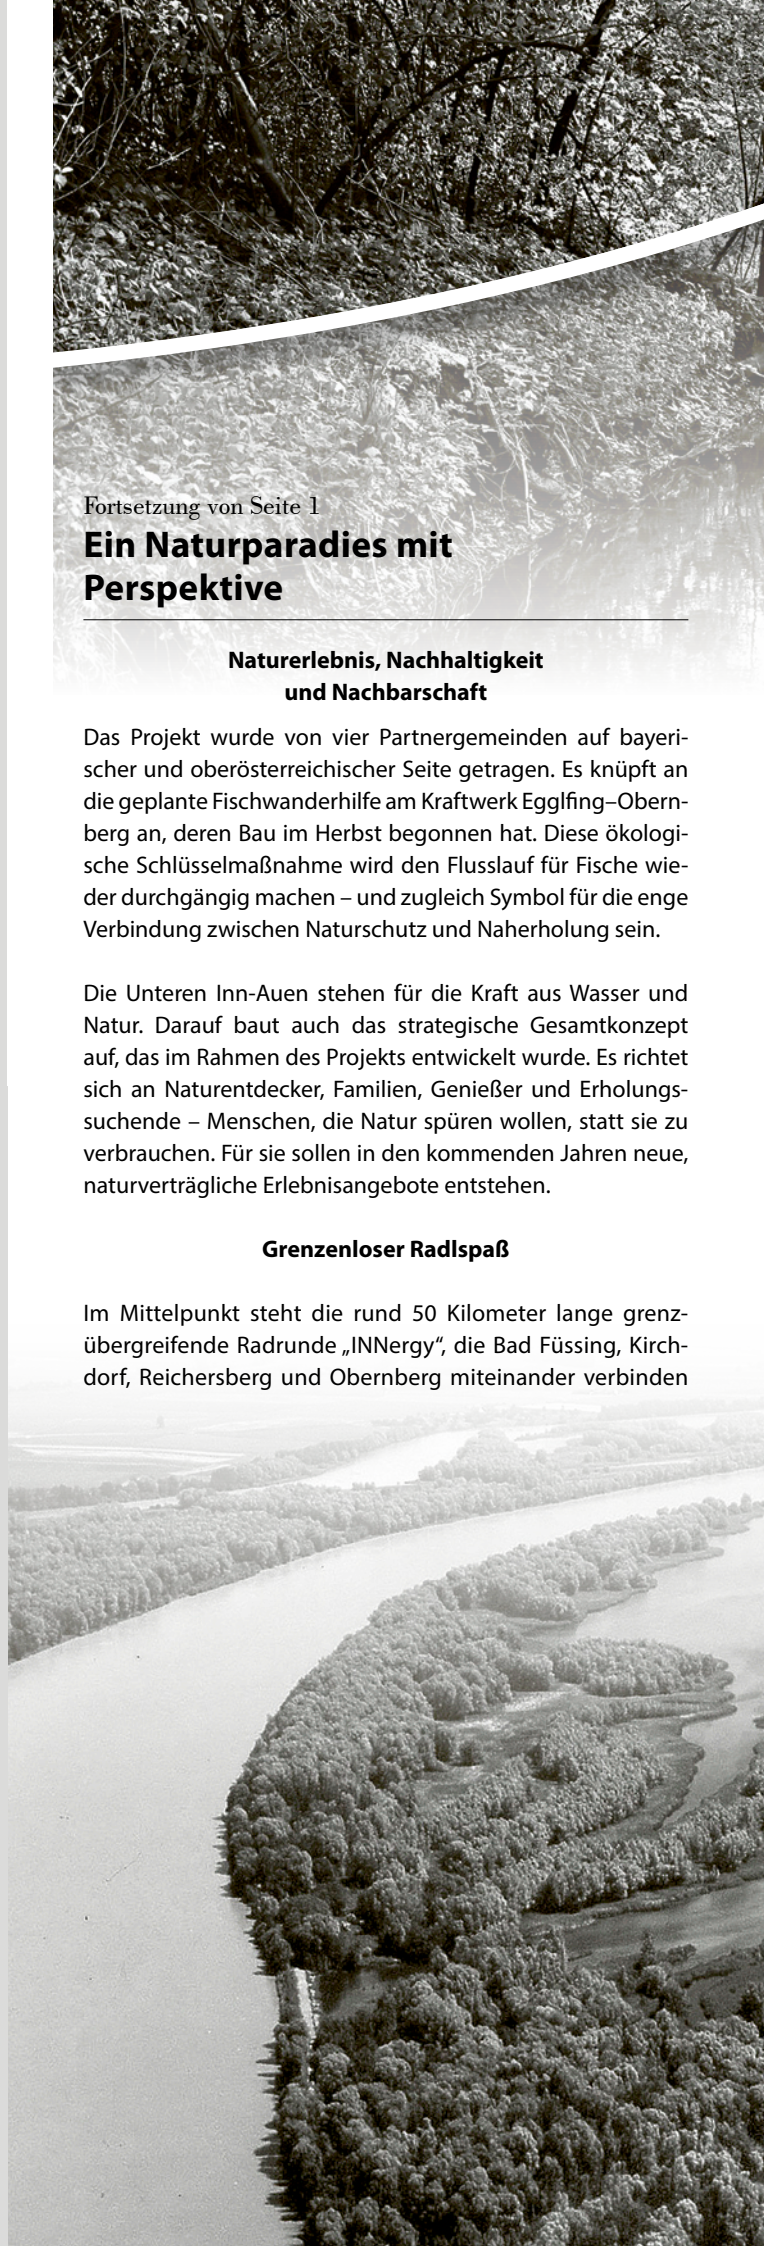 Fortsetzung von Seite 1
Ein Naturparadies mit
Perspektive
Naturerlebnis, Nachhaltigkeit
und Nachbarschaft
Das Projekt wurde von vier Partnergemeinden auf bayeri-
scher und oberösterreichischer Seite getragen. Es knüpft an
die geplante Fischwanderhilfe am Kraftwerk Egglfing–Obern-
berg an, deren Bau im Herbst begonnen hat. Diese ökologi-
sche Schlüsselmaßnahme wird den Flusslauf für Fische wie-
der durchgängig machen – und zugleich Symbol für die enge
Verbindung zwischen Naturschutz und Naherholung sein.
Die Unteren Inn-Auen stehen für die Kraft aus Wasser und
Natur. Darauf baut auch das strategische Gesamtkonzept
auf, das im Rahmen des Projekts entwickelt wurde. Es richtet
sich an Naturentdecker, Familien, Genießer und Erholungs-
suchende – Menschen, die Natur spüren wollen, statt sie zu
verbrauchen. Für sie sollen in den kommenden Jahren neue,
naturverträgliche Erlebnisangebote entstehen.
Grenzenloser Radlspaß
Im Mittelpunkt steht die rund 50 Kilometer lange grenz-
übergreifende Radrunde „INNergy“, die Bad Füssing, Kirch-
dorf, Reichersberg und Obernberg miteinander verbinden